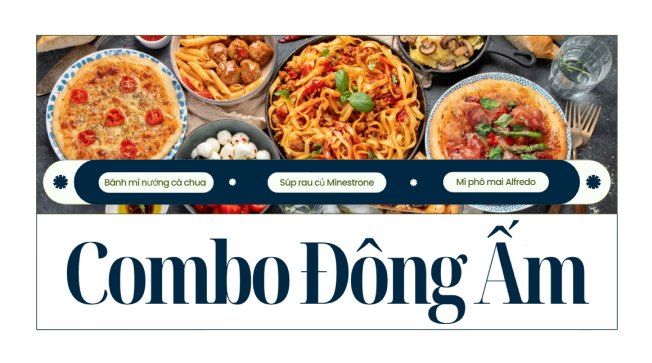 Bánh mì nướng cà chua
Súp rau củ Minestrone
Mì phô mai Alfredo
Combo Đông Ấm